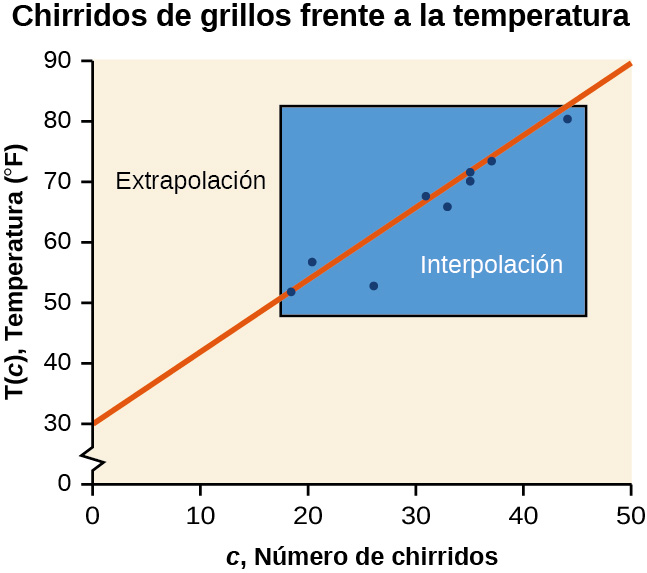 Chirridos de grillos frente a la temperatura
90
80
70
60
50
40
30
0
T(c), Temperatura (°F)
Extrapolación
Interpolación
0 10 20 30 40 50
c, Número de chirridos